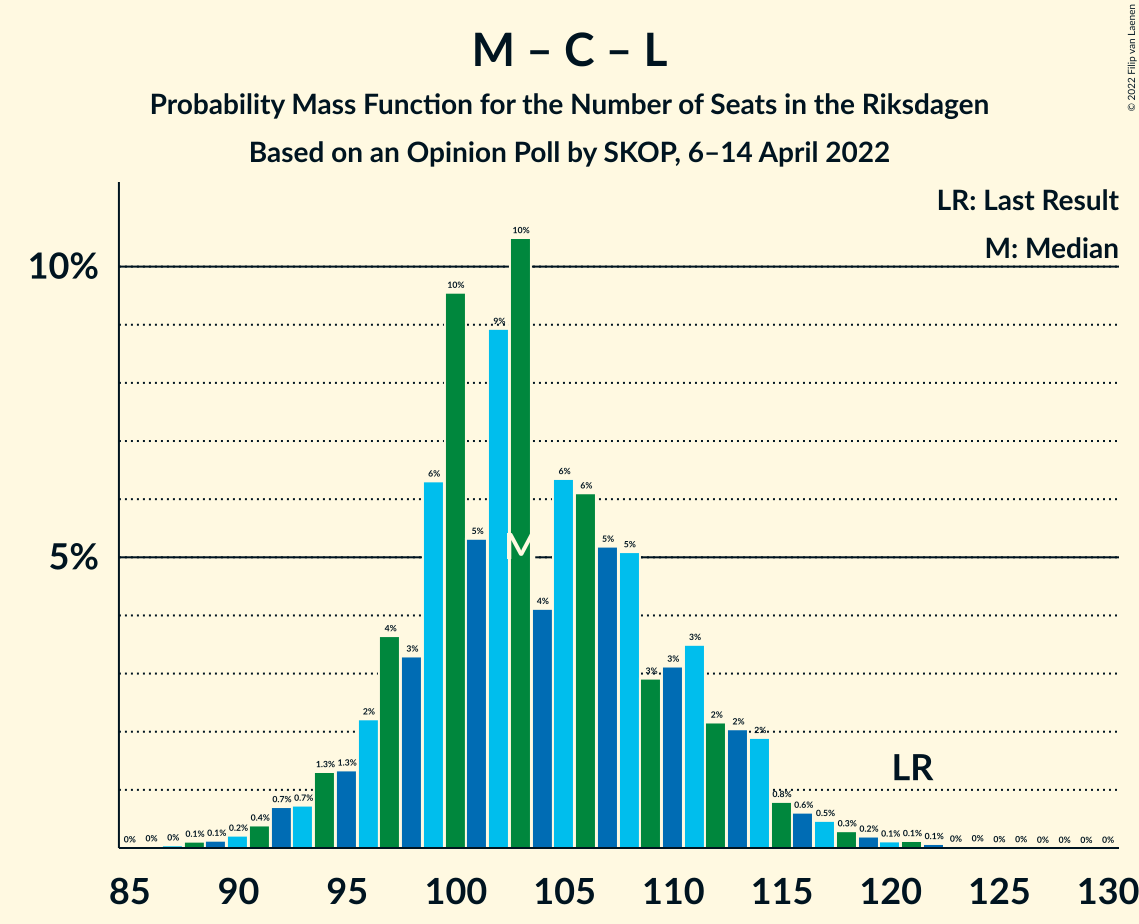 © 2022 Filip van Laenen
M – C – L
Probability Mass Function for the Number of Seats in the Riksdagen
Based on an Opinion Poll by SKOP, 6–14 April 2022
LR: Last Result
M: Median
10%
5%
0% 0% 0% 0.1% 0.1% 0.2% 0.4% 0.7% 0.7% 1.3% 1.3% 2% 4% 3% 6% 10% 5% 9% 10% 4% 6% 6% 5% 5% 3% 3% 3% 2% 2% 2% 0.8% 0.6% 0.5% 0.3% 0.2% 0.1% 0.1% 0.1% 0% 0% 0% 0% 0% 0% 0% 0%
M
LR
85 90 95 100 105 110 115 120 125 130